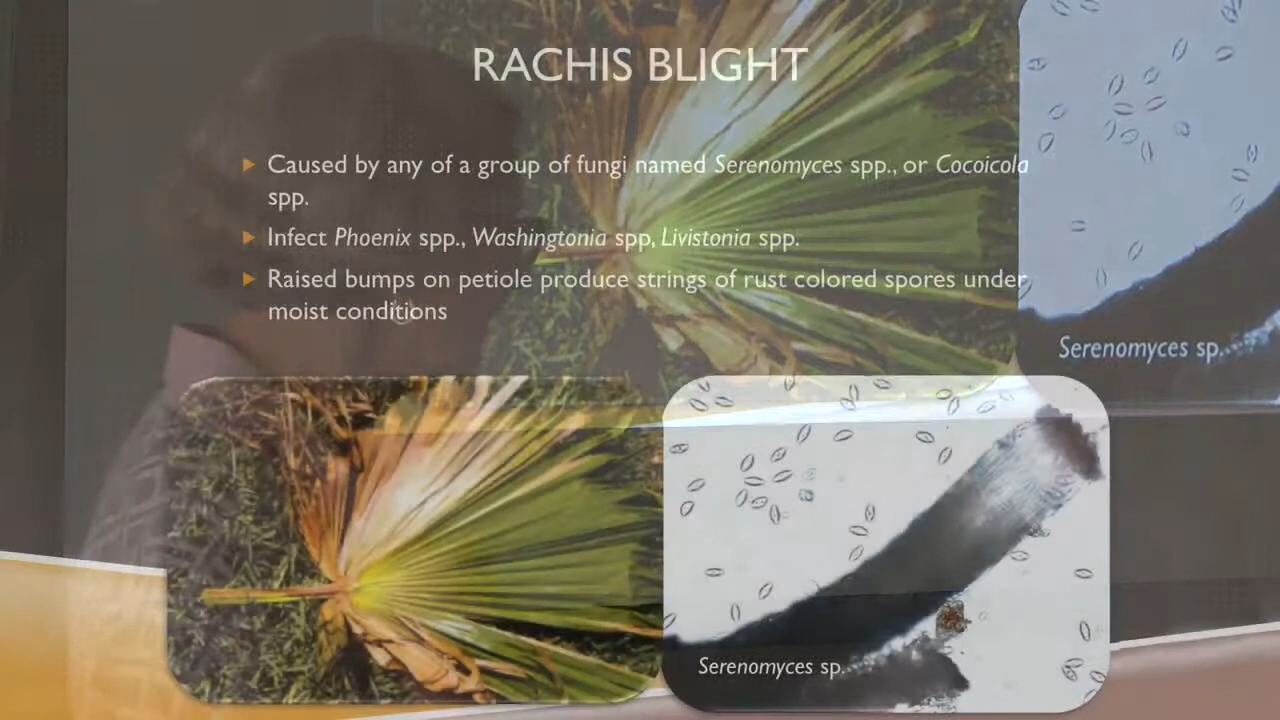 RACHIS BLIGHT
Caused by any of a group of fungi named Serenomyces spp., or Cocoicola
spp.
Infect Phoenix spp., Washingtonia spp, Livistonia spp.
Raised bumps on petiole produce strings of rust colored spores under
moist conditions
Serenomyces sp.
Serenomyces sp.